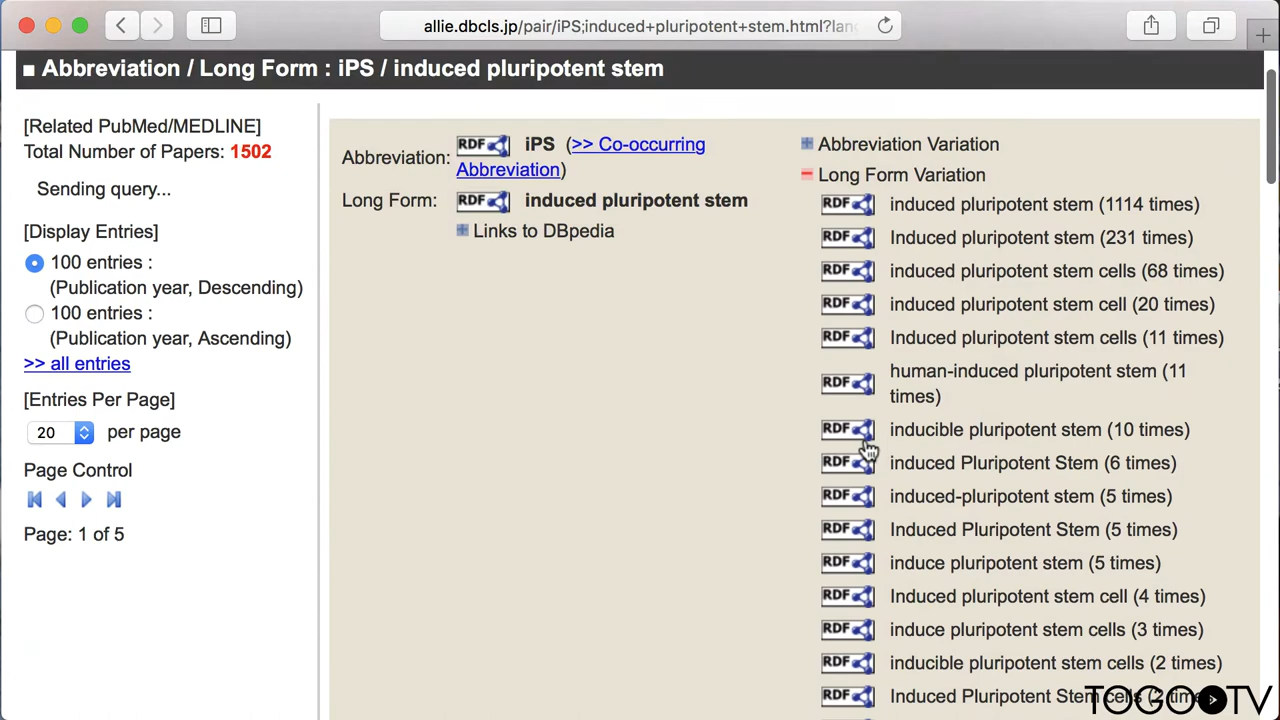 allie.dbcls.jp/pair/iPS;induced+pluripotent+stem.html?lang
■ Abbreviation / Long Form : iPS / induced pluripotent stem
[Related PubMed/MEDLINE]
Total Number of Papers: 1502
Sending query...
[Display Entries]
100 entries :
(Publication year, Descending)
100 entries :
(Publication year, Ascending)
>> all entries
[Entries Per Page]
20 per page
Page Control
Page: 1 of 5
Abbreviation: RDF iPS (>> Co-occurring
Abbreviation)
Long Form: RDF induced pluripotent stem
Links to DBpedia
Abbreviation Variation
Long Form Variation
RDF induced pluripotent stem (1114 times)
RDF Induced pluripotent stem (231 times)
RDF induced pluripotent stem cells (68 times)
RDF induced pluripotent stem cell (20 times)
RDF Induced pluripotent stem cells (11 times)
RDF human-induced pluripotent stem (11
times)
RDF inducible pluripotent stem (10 times)
RDF induced Pluripotent Stem (6 times)
RDF induced-pluripotent stem (5 times)
RDF Induced Pluripotent Stem (5 times)
RDF induce pluripotent stem (5 times)
RDF Induced pluripotent stem cell (4 times)
RDF induce pluripotent stem cells (3 times)
RDF inducible pluripotent stem cells (2 times)
RDF Induced Pluripotent Stem cells (2 times)
TOGOTV